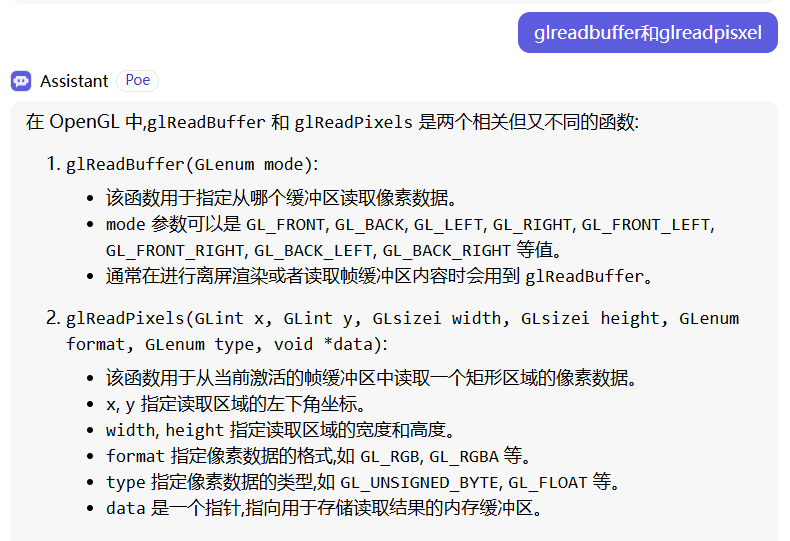 glreadbuffer和glreadpisxel
Assistant Poe
在 OpenGL 中,glReadBuffer 和 glReadPixels 是两个相关但又不同的函数:
1. glReadBuffer(GLenum mode):
• 该函数用于指定从哪个缓冲区读取像素数据。
• mode 参数可以是 GL_FRONT, GL_BACK, GL_LEFT, GL_RIGHT, GL_FRONT_LEFT,
GL_FRONT_RIGHT, GL_BACK_LEFT, GL_BACK_RIGHT 等值。
• 通常在进行离屏渲染或者读取帧缓冲区内容时会用到 glReadBuffer。
2. glReadPixels(GLint x, GLint y, GLsizei width, GLsizei height, GLenum
format, GLenum type, void *data):
• 该函数用于从当前激活的帧缓冲区中读取一个矩形区域的像素数据。
• x, y 指定读取区域的左下角坐标。
• width, height 指定读取区域的宽度和高度。
• format 指定像素数据的格式,如 GL_RGB, GL_RGBA 等。
• type 指定像素数据的类型,如 GL_UNSIGNED_BYTE, GL_FLOAT 等。
• data 是一个指针,指向用于存储读取结果的内存缓冲区。